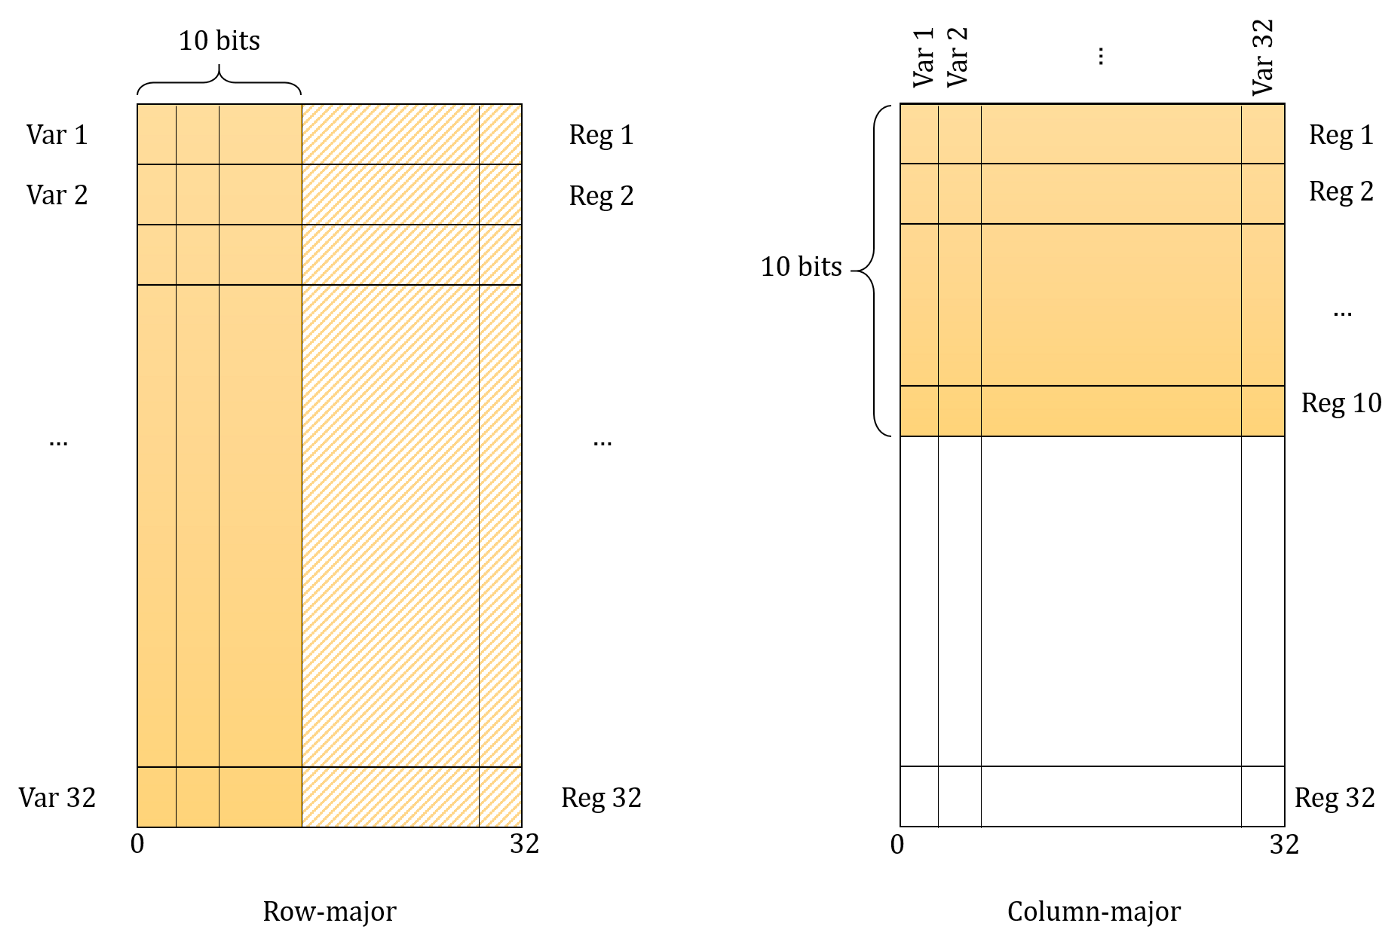 10 bits
Var 1
Reg 1
Var 2
Reg 2
...
...
Var 32
Reg 32
0
32
Row-major
Var 1
Var 2
...
Var 32
Reg 1
Reg 2
10 bits
...
Reg 10
Reg 32
0
32
Column-major